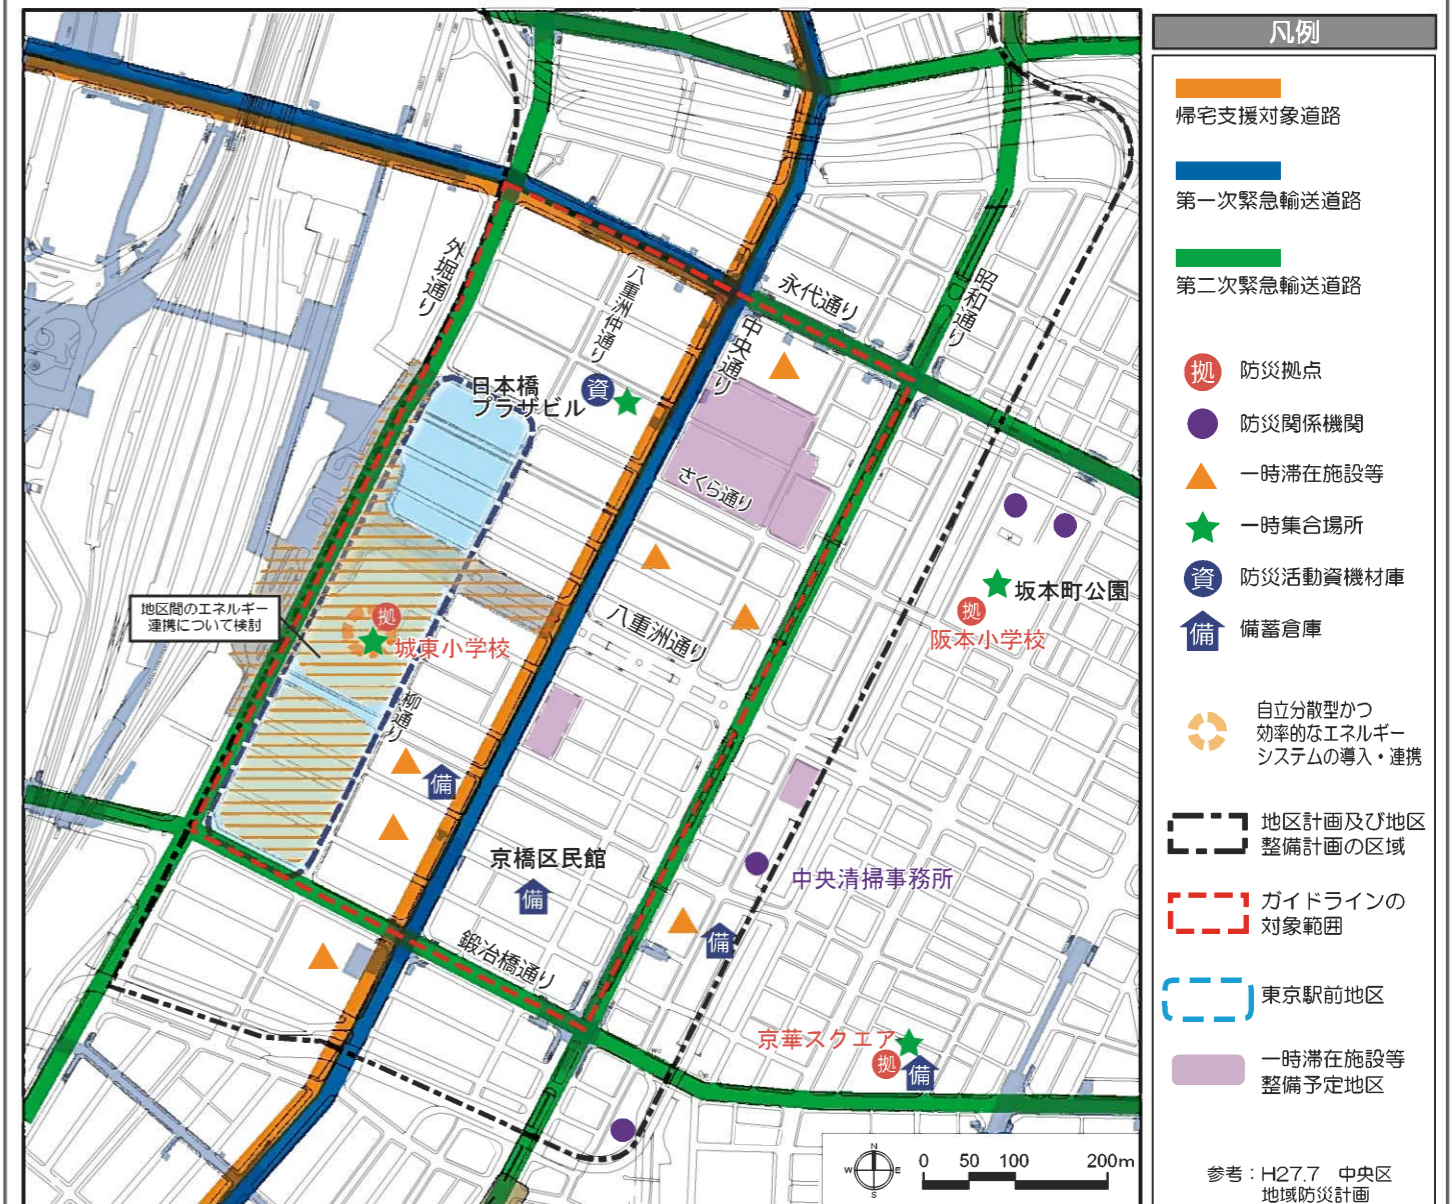 外堀通り
八重洲仲通り
永代通り
昭和通り
中央通り
日本橋
プラザビル
資
さくら通り
地区間のエネルギー
連携について検討
拠
城東小学校
八重洲通り
坂本町公園
拠
阪本小学校
柳通り
備
京橋区民館
備
中央清掃事務所
備
鍛冶橋通り
京華スクエア
拠
備
N
W
E
S
0 50 100 200m
凡例
帰宅支援対象道路
第一次緊急輸送道路
第二次緊急輸送道路
拠 防災拠点
防災関係機関
一時滞在施設等
一時集合場所
資 防災活動資機材庫
備 備蓄倉庫
自立分散型かつ
効率的なエネルギー
システムの導入・連携
地区計画及び地区
整備計画の区域
ガイドラインの
対象範囲
東京駅前地区
一時滞在施設等
整備予定地区
参考：H27.7 中央区
地域防災計画